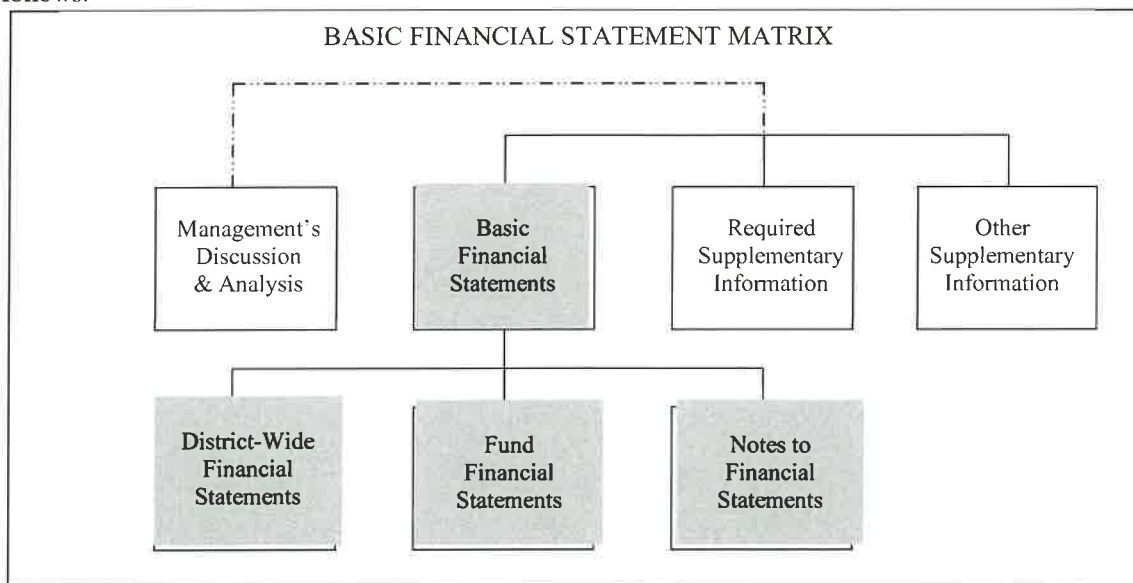 BASIC FINANCIAL STATEMENT MATRIX
Management's
Discussion
& Analysis
Basic
Financial
Statements
Required
Supplementary
Information
Other
Supplementary
Information
District-Wide
Financial
Statements
Fund
Financial
Statements
Notes to
Financial
Statements